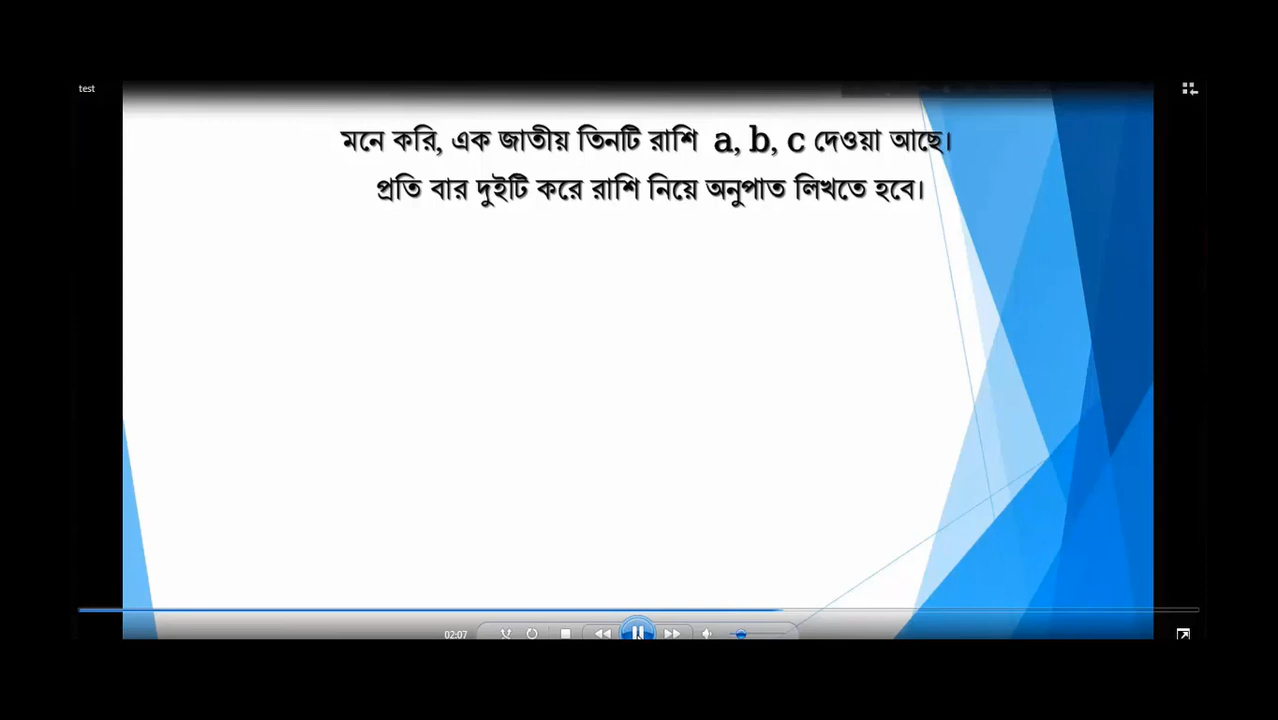 test
মনে করি, এক জাতীয় তিনটি রাশি a, b, c দেওয়া আছে।
প্রতি বার দুইটি করে রাশি নিয়ে অনুপাত লিখতে হবে।
02:07